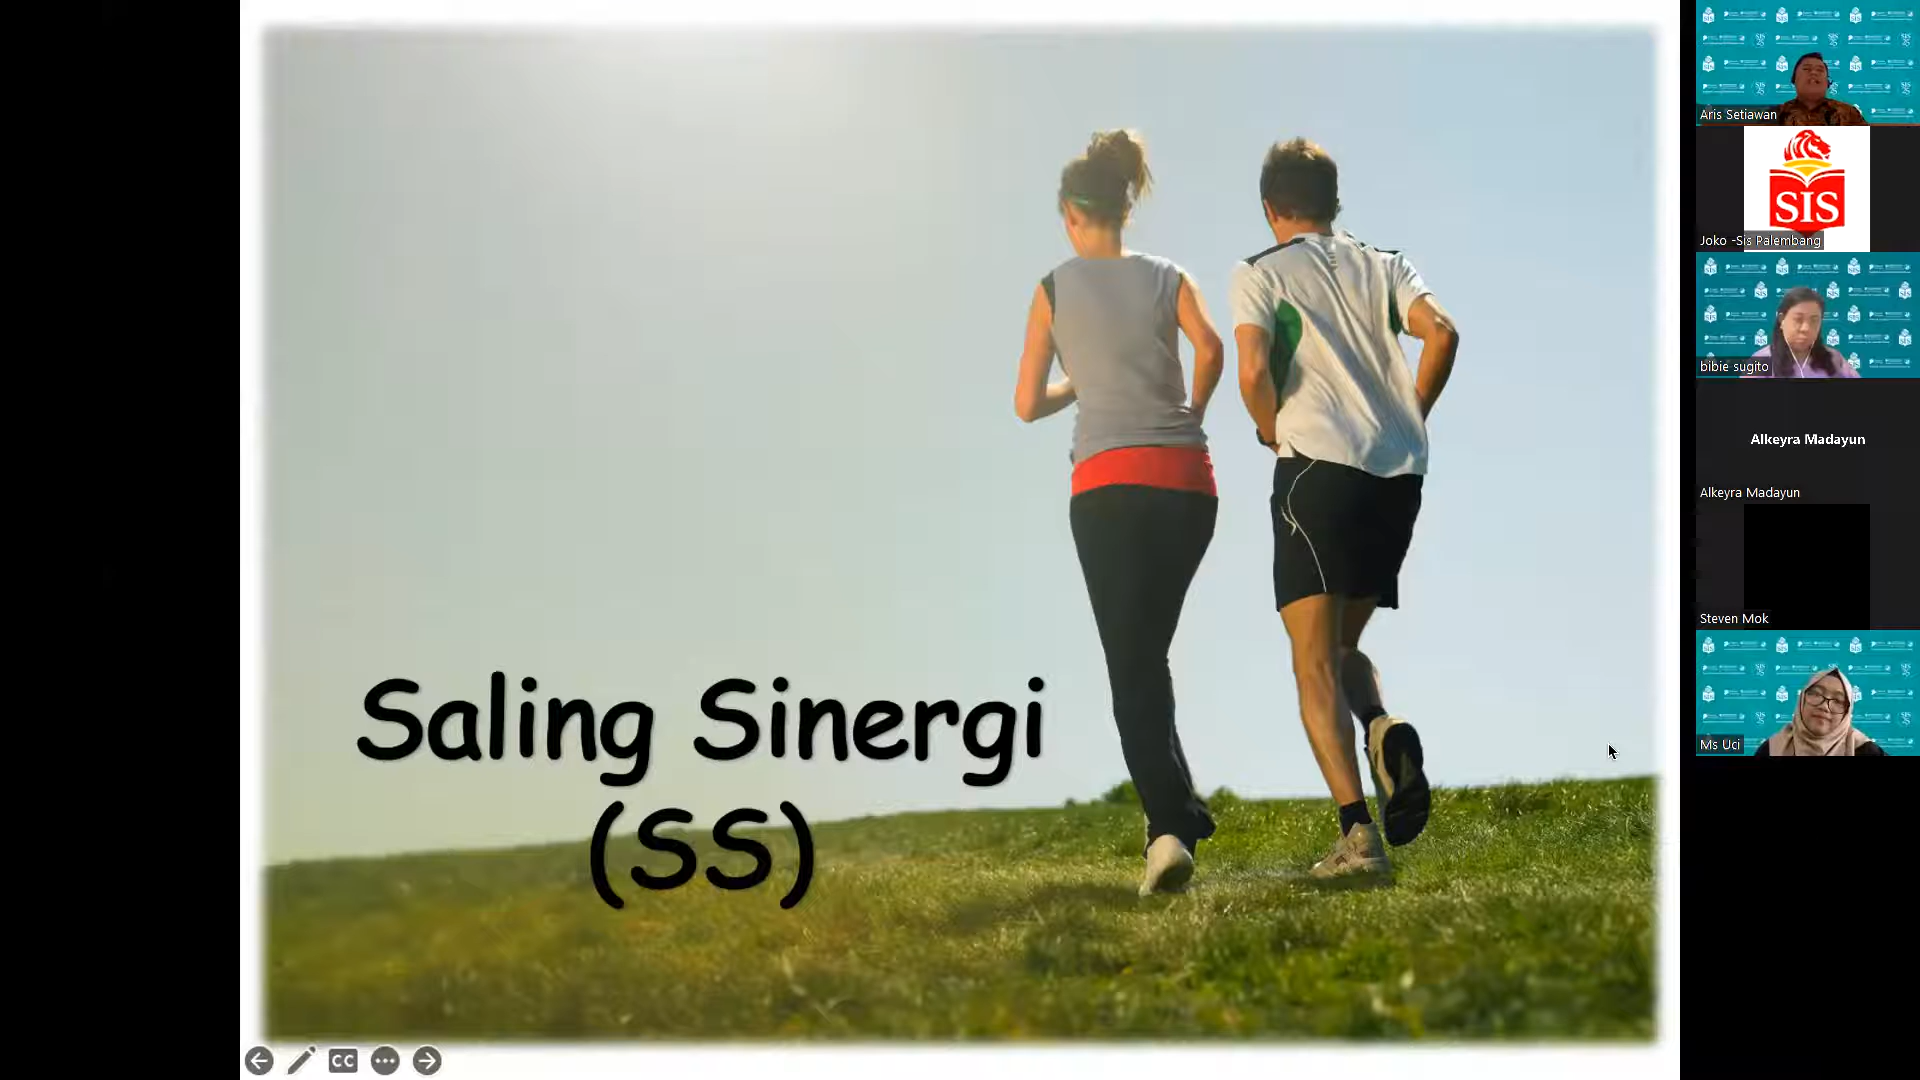 Saling Sinergi
(SS)
CC
Aris Setiawan
SIS
Joko -Sis Palembang
bibie sugito
Alkeyra Madayun
Alkeyra Madayun
Steven Mok
Ms Uci